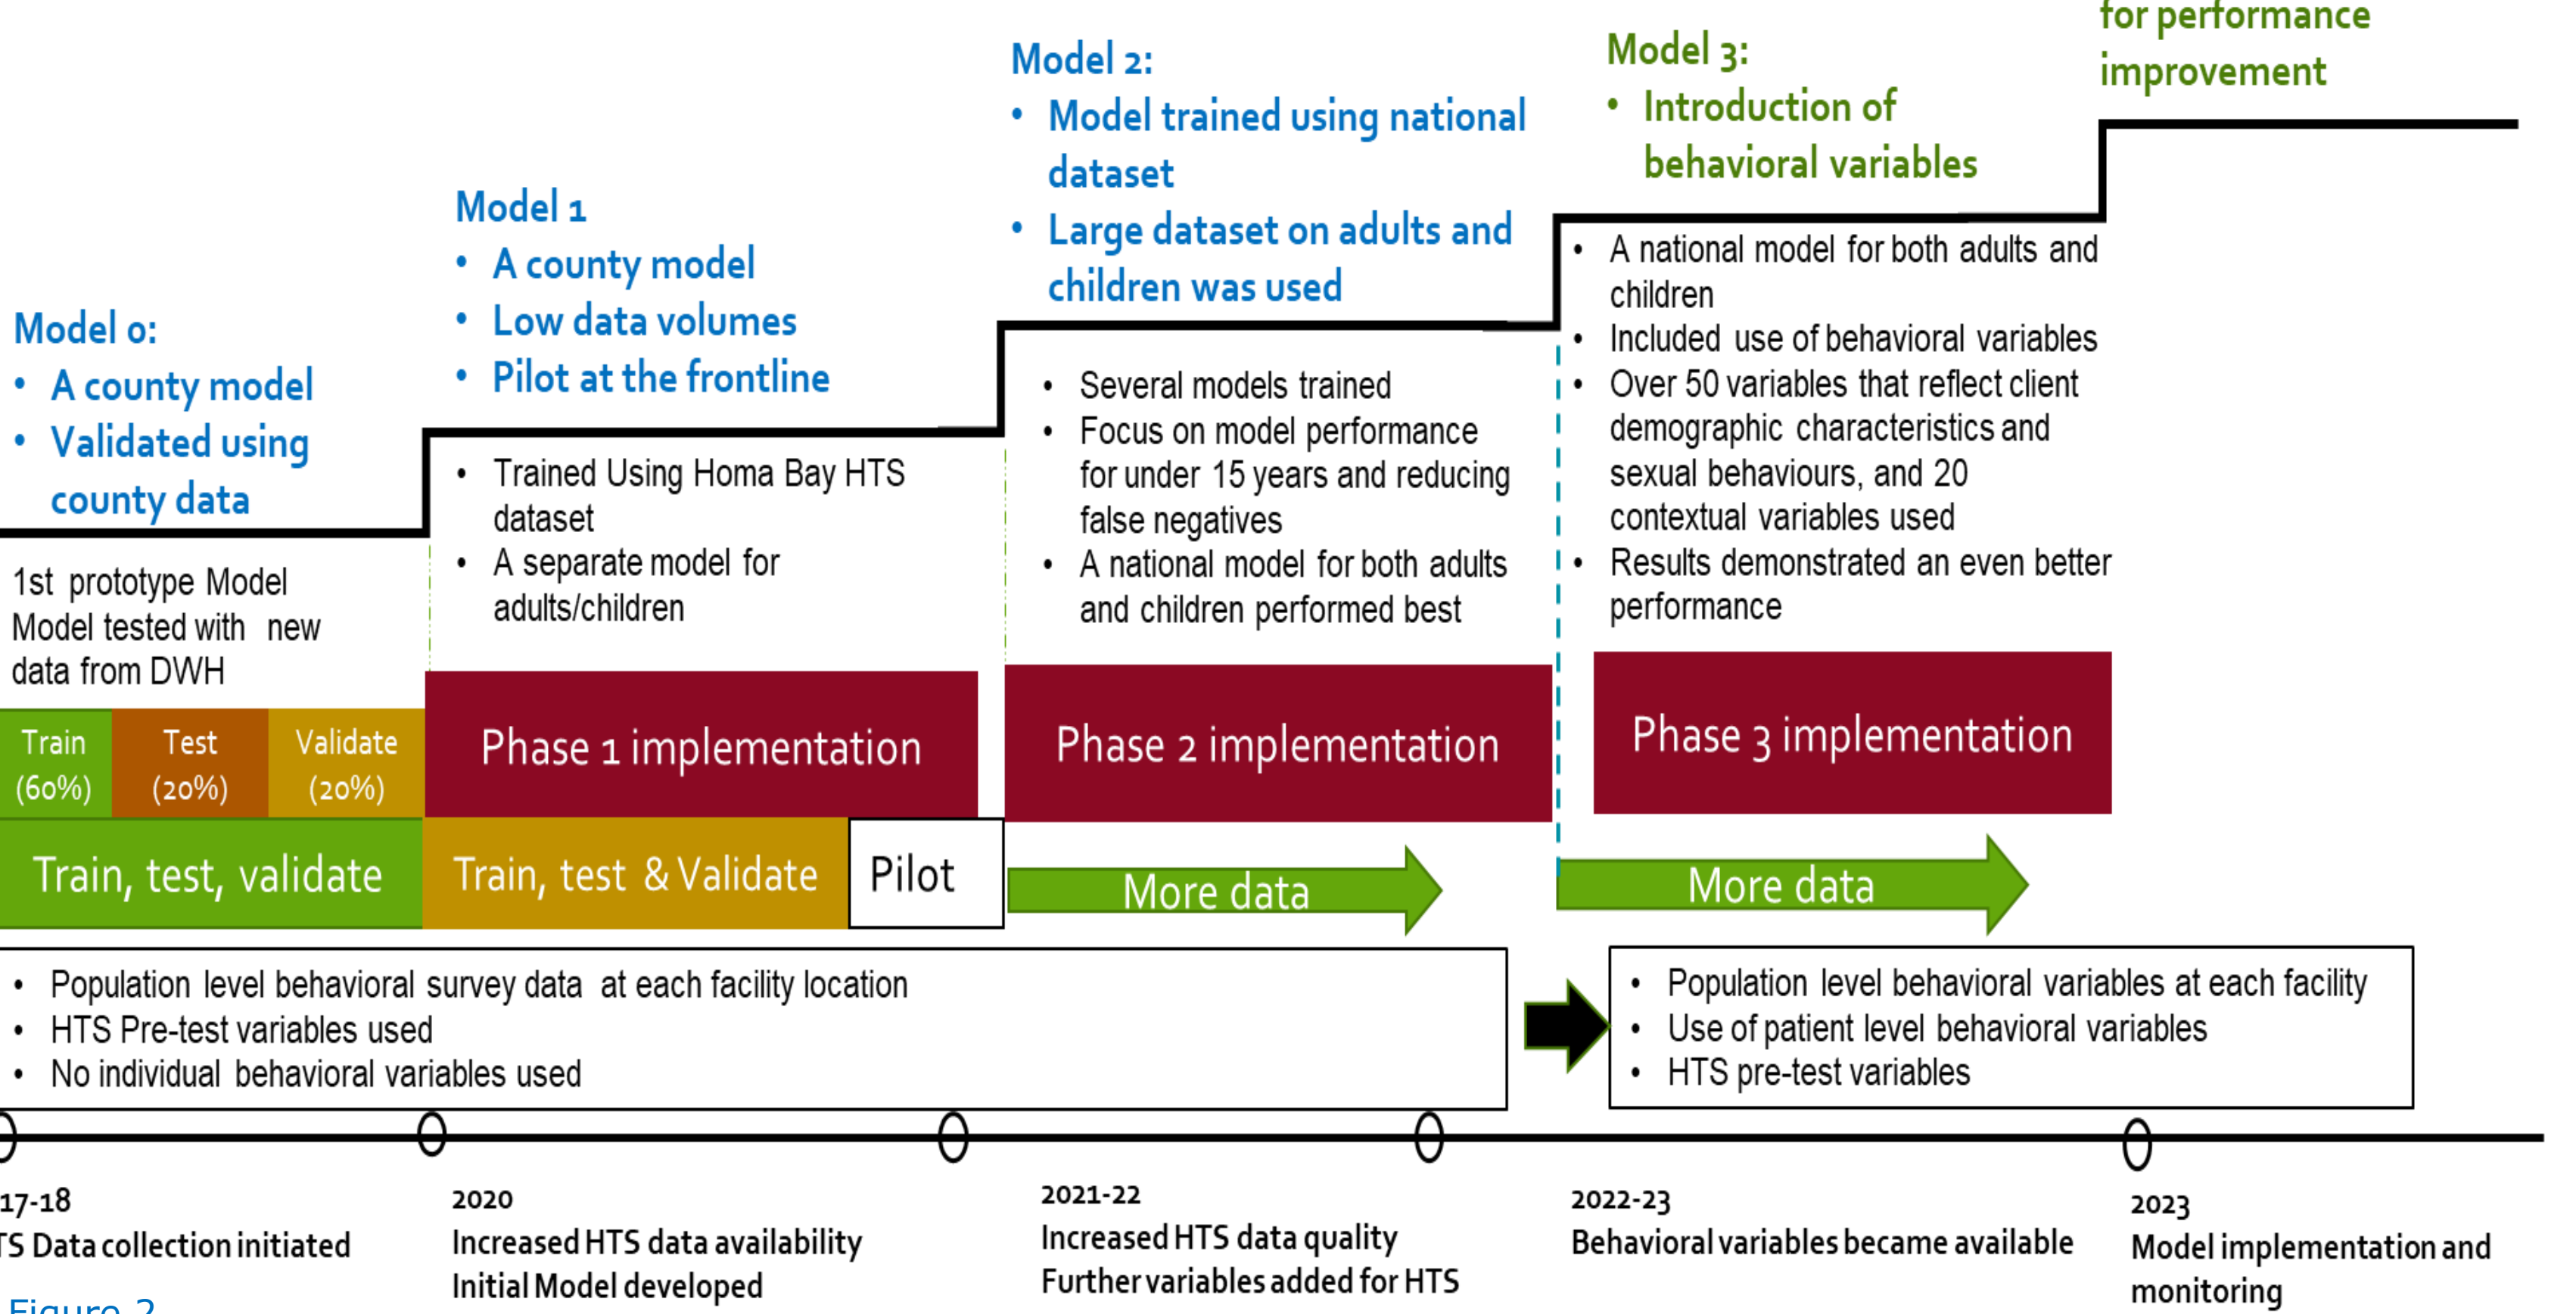 for performance
improvement
Model 3:
• Introduction of
behavioral variables
Model 2:
• Model trained using national
dataset
• Large dataset on adults and
children was used
Model 1
• A county model
• Low data volumes
• Pilot at the frontline
Model 0:
• A county model
• Validated using
county data
1st prototype Model
Model tested with new
data from DWH
• Trained Using Homa Bay HTS
dataset
• A separate model for
adults/children
• Several models trained
• Focus on model performance
for under 15 years and reducing
false negatives
• A national model for both adults
and children performed best
• A national model for both adults and
children
• Included use of behavioral variables
• Over 50 variables that reflect client
demographic characteristics and
sexual behaviours, and 20
contextual variables used
• Results demonstrated an even better
performance
Train
(60%)
Test
(20%)
Validate
(20%)
Phase 1 implementation
Phase 2 implementation
Phase 3 implementation
Train, test, validate
Train, test & Validate
Pilot
More data
More data
• Population level behavioral survey data at each facility location
• HTS Pre-test variables used
• No individual behavioral variables used
• Population level behavioral variables at each facility
• Use of patient level behavioral variables
• HTS pre-test variables
17-18
TS Data collection initiated
2020
Increased HTS data availability
Initial Model developed
2021-22
Increased HTS data quality
Further variables added for HTS
2022-23
Behavioral variables became available
2023
Model implementation and
monitoring
Figure 2